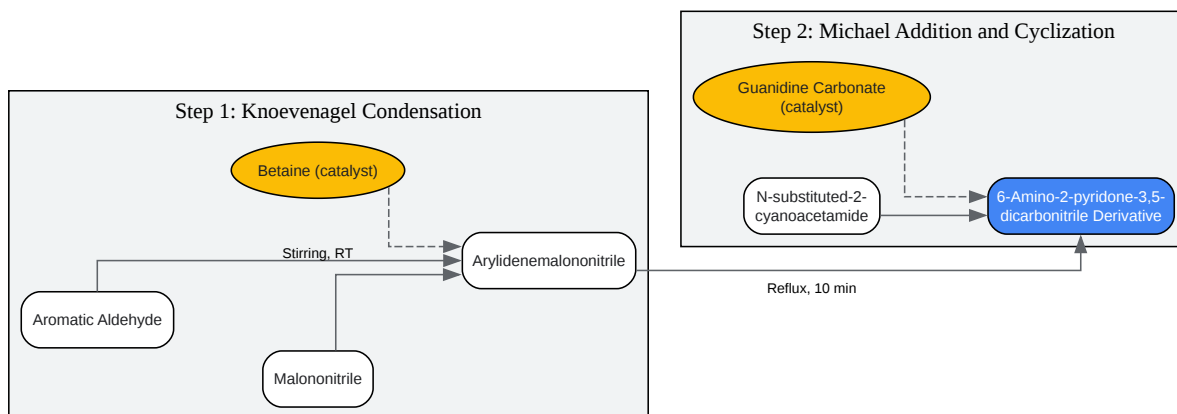 Step 1: Knoevenagel Condensation
Betaine (catalyst)
Stirring, RT
Arylidenemalononitrile
Aromatic Aldehyde
Malononitrile
Reflux, 10 min
Step 2: Michael Addition and Cyclization
Guanidine Carbonate
(catalyst)
N-substituted-2-
cyanoacetamide
6-Amino-2-pyridone-3,5-
dicarbonitrile Derivative